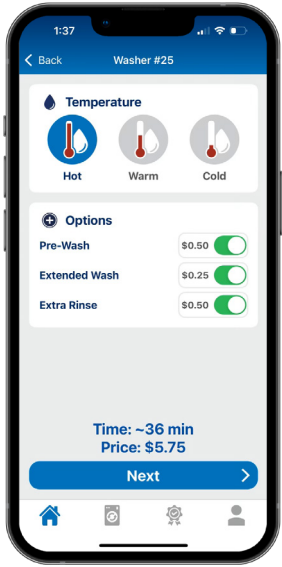 1:37
Back Washer #25
Temperature
Hot Warm Cold
Options
Pre-Wash $0.50
Extended Wash $0.25
Extra Rinse $0.50
Time: ~36 min
Price: $5.75
Next